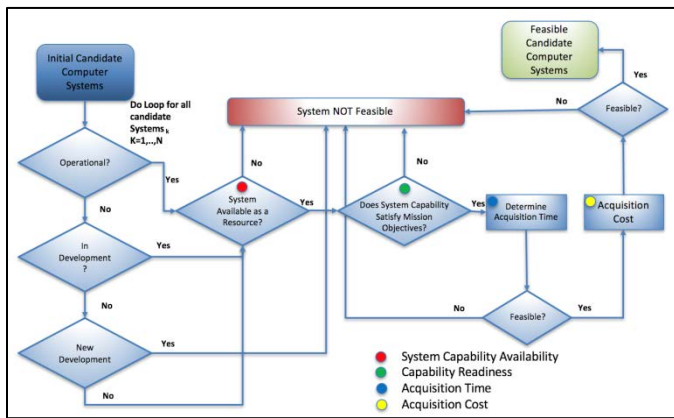 Initial Candidate
Computer
Systems
Do Loop for all
candidate
Systems k
K=1,..,N
Feasible
Candidate
Computer
Systems
Yes
System NOT Feasible
No
Feasible?
Operational?
Yes
No
No
System
Available as a
Resource?
Yes
Does System Capability
Satisfy Mission
Objectives?
Yes
Determine
Acquisition Time
Acquisition
Cost
No
In
Development
?
Yes
No
Feasible?
No
Yes
New
Development
Yes
No
System Capability Availability
Capability Readiness
Acquisition Time
Acquisition Cost